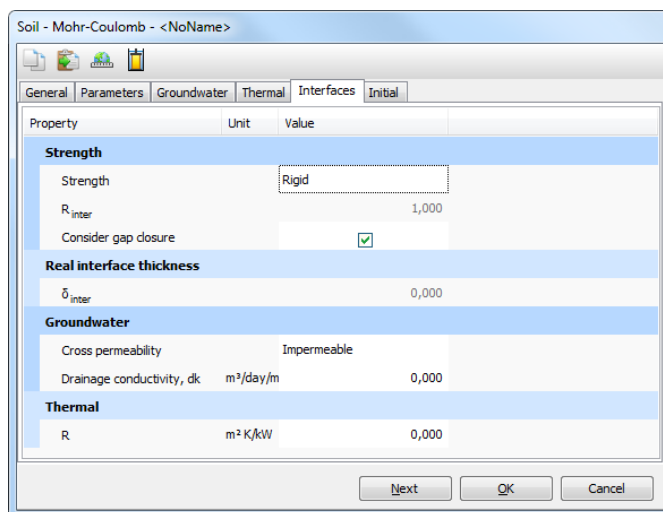 Soil - Mohr-Coulomb - <NoName>
General Parameters Groundwater Thermal Interfaces Initial
Property Unit Value
Strength
Strength Rigid
R inter 1,000
Consider gap closure
Real interface thickness
δ inter 0,000
Groundwater
Cross permeability Impermeable
Drainage conductivity, dk m³/day/m 0,000
Thermal
R m² K/kW 0,000
Next OK Cancel